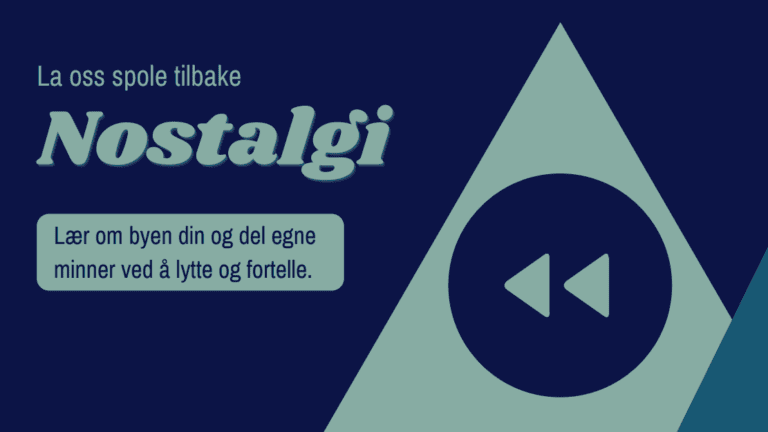 La oss spole tilbake
Nostalgi
Lær om byen din og del egne
minner ved å lytte og fortelle.